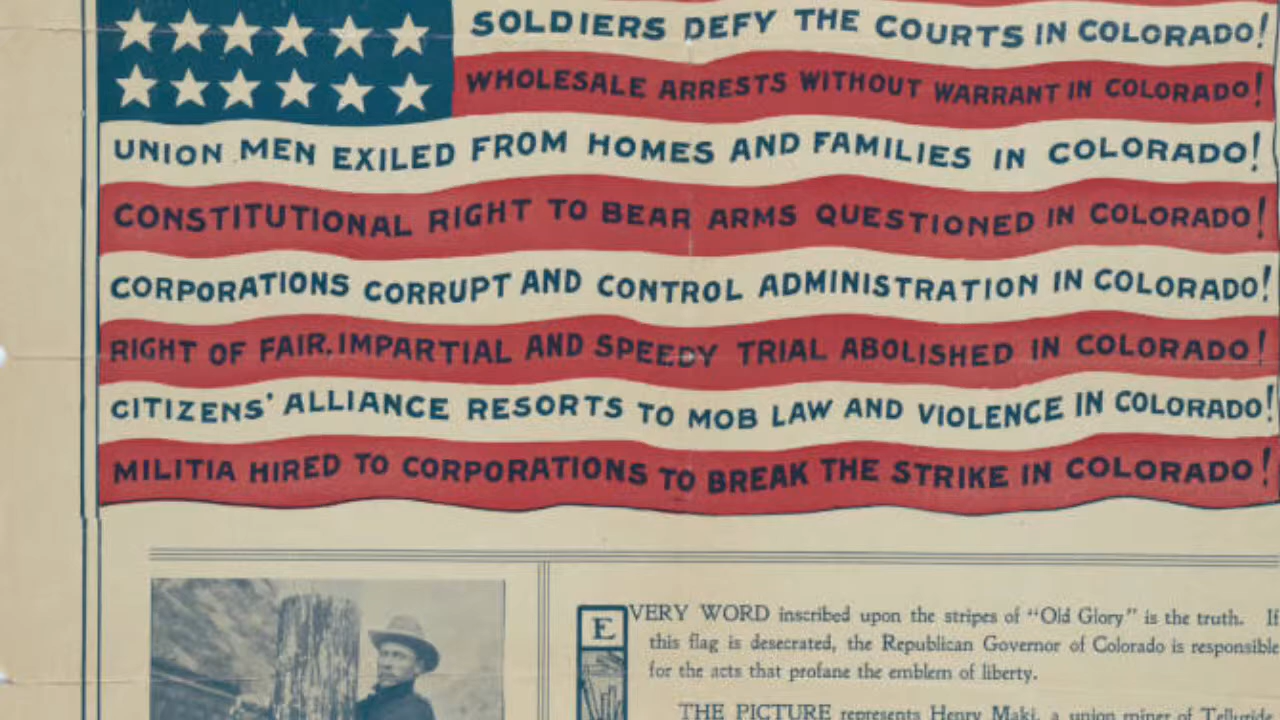 SOLDIERS DEFY THE COURTS IN COLORADO!
WHOLESALE ARRESTS WITHOUT WARRANT IN COLORADO!
UNION MEN EXILED FROM HOMES AND FAMILIES IN COLORADO!
CONSTITUTIONAL RIGHT TO BEAR ARMS QUESTIONED IN COLORADO!
CORPORATIONS CORRUPT AND CONTROL ADMINISTRATION IN COLORADO!
RIGHT OF FAIR, IMPARTIAL AND SPEEDY TRIAL ABOLISHED IN COLORADO!
CITIZENS' ALLIANCE RESORTS TO MOB LAW AND VIOLENCE IN COLORADO!
MILITIA HIRED TO CORPORATIONS TO BREAK THE STRIKE IN COLORADO!
EVERY WORD inscribed upon the stripes of "Old Glory" is the truth. If
this flag is desecrated, the Republican Governor of Colorado is responsible
for the acts that profane the emblem of liberty.
THE PICTURE represents Henry Maki, a union miner of Telluride,